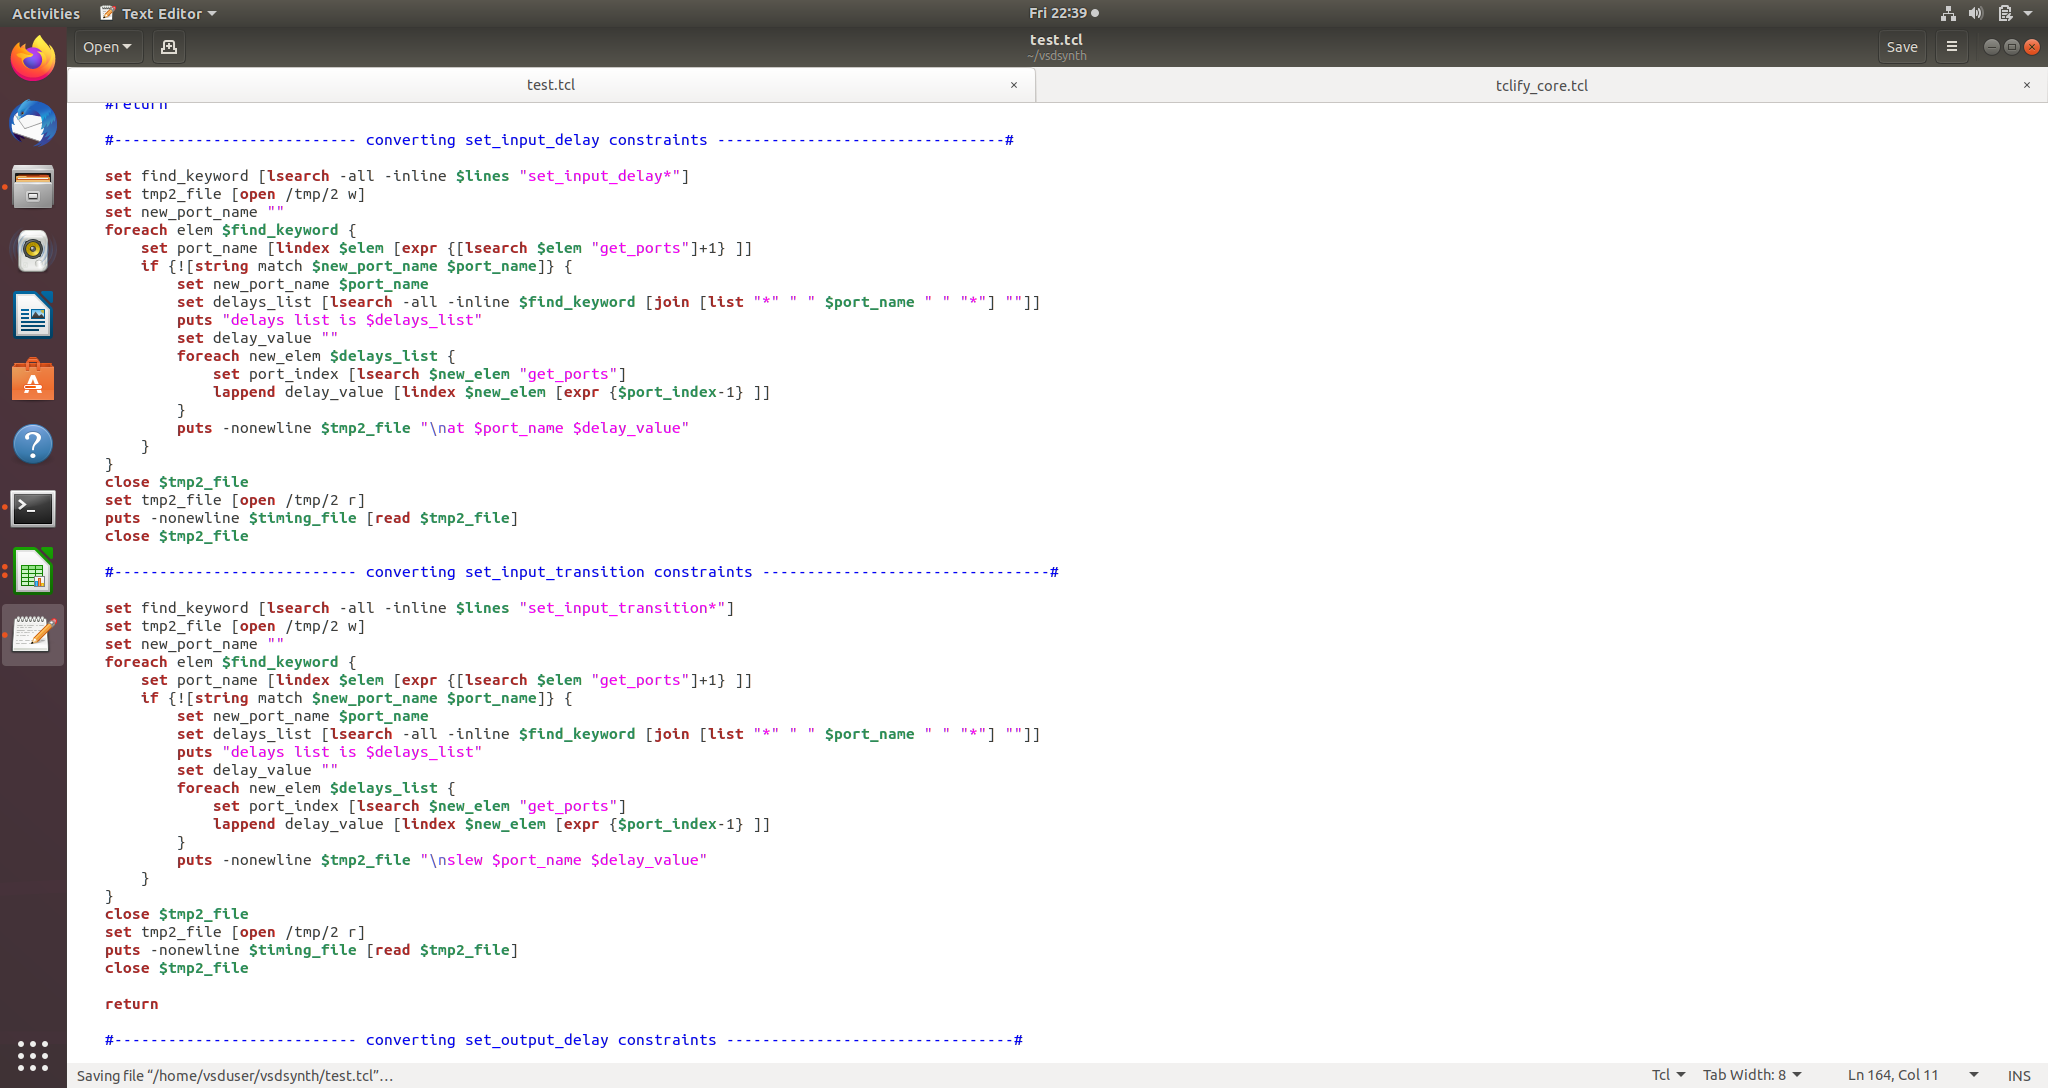 Activities Text Editor Fri 22:39
Open test.tcl Save
~/vsdsynth
test.tcl × tclify_core.tcl ×
#return
#--------------------------- converting set_input_delay constraints --------------------------------#
set find_keyword [lsearch -all -inline $lines "set_input_delay*"]
set tmp2_file [open /tmp/2 w]
set new_port_name ""
foreach elem $find_keyword {
    set port_name [lindex $elem [expr {[lsearch $elem "get_ports"]+1} ]]
    if {![string match $new_port_name $port_name]} {
        set new_port_name $port_name
        set delays_list [lsearch -all -inline $find_keyword [join [list "*" " " $port_name " " "*"] ""]]
        puts "delays list is $delays_list"
        set delay_value ""
        foreach new_elem $delays_list {
            set port_index [lsearch $new_elem "get_ports"]
            lappend delay_value [lindex $new_elem [expr {$port_index-1} ]]
        }
        puts -nonewline $tmp2_file "\nat $port_name $delay_value"
    }
}
close $tmp2_file
set tmp2_file [open /tmp/2 r]
puts -nonewline $timing_file [read $tmp2_file]
close $tmp2_file
#--------------------------- converting set_input_transition constraints --------------------------------#
set find_keyword [lsearch -all -inline $lines "set_input_transition*"]
set tmp2_file [open /tmp/2 w]
set new_port_name ""
foreach elem $find_keyword {
    set port_name [lindex $elem [expr {[lsearch $elem "get_ports"]+1} ]]
    if {![string match $new_port_name $port_name]} {
        set new_port_name $port_name
        set delays_list [lsearch -all -inline $find_keyword [join [list "*" " " $port_name " " "*"] ""]]
        puts "delays list is $delays_list"
        set delay_value ""
        foreach new_elem $delays_list {
            set port_index [lsearch $new_elem "get_ports"]
            lappend delay_value [lindex $new_elem [expr {$port_index-1} ]]
        }
        puts -nonewline $tmp2_file "\nslew $port_name $delay_value"
    }
}
close $tmp2_file
set tmp2_file [open /tmp/2 r]
puts -nonewline $timing_file [read $tmp2_file]
close $tmp2_file
return
#--------------------------- converting set_output_delay constraints --------------------------------#
Saving file “/home/vsduser/vsdsynth/test.tcl”… Tcl Tab Width: 8 Ln 164, Col 11 INS